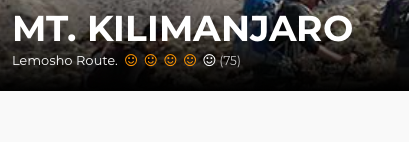 MT. KILIMANJARO
Lemosho Route. (75)